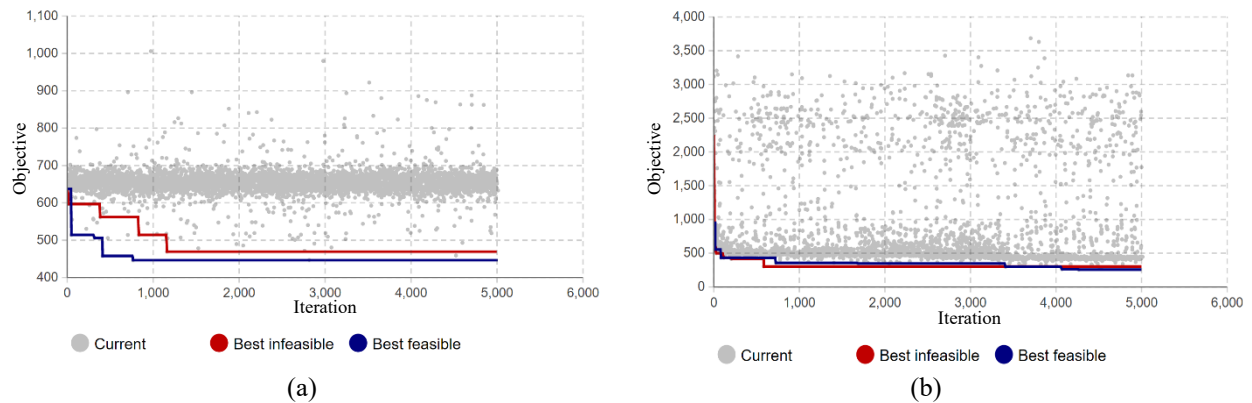 1,100
1,000
900
800
700
600
500
400
Objective
0
1,000
2,000
3,000
4,000
5,000
6,000
Iteration
Current
Best infeasible
Best feasible
(a)
4,000
3,500
3,000
2,500
2,000
1,500
1,000
500
0
Objective
0
1,000
2,000
3,000
4,000
5,000
6,000
Iteration
Current
Best infeasible
Best feasible
(b)